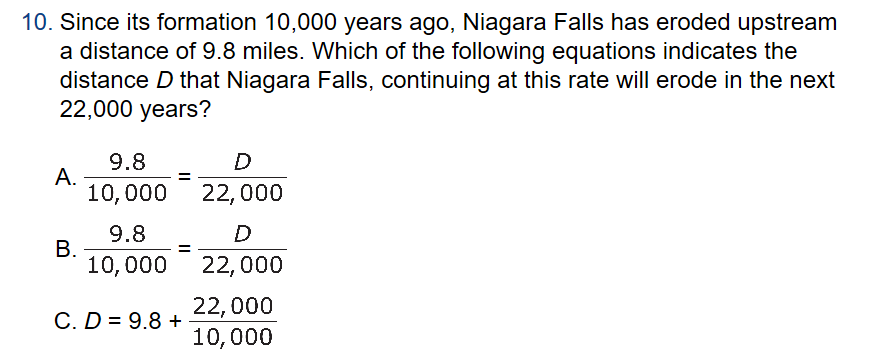 10. Since its formation 10,000 years ago, Niagara Falls has eroded upstream
a distance of 9.8 miles. Which of the following equations indicates the
distance D that Niagara Falls, continuing at this rate will erode in the next
22,000 years?
A. 9.8/10,000 = D/22,000
B. 9.8/10,000 = D/22,000
C. D = 9.8 + 22,000/10,000